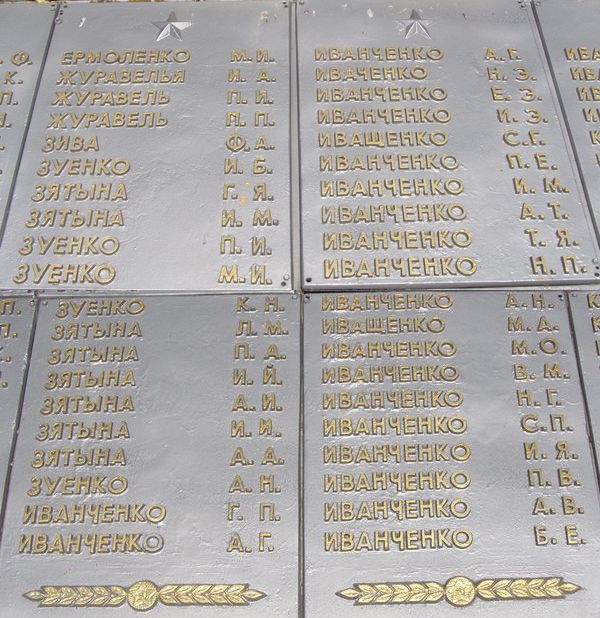 ЕРМОЛЕНКО М.И.
ЖУРАВЕЛЬЯ И.А.
ЖУРАВЕЛЬ П.И.
ЖУРАВЕЛЬ П.П.
ЗИВА Ф.А.
ЗУЕНКО И.Б.
ЗЯТЫНА Г.Я.
ЗЯТЫНА И.М.
ЗУЕНКО П.И.
ЗУЕНКО М.И.
ЗУЕНКО К.Н.
ЗЯТЫНА Л.М.
ЗЯТЫНА П.А.
ЗЯТЫНА И.Й.
ЗЯТЫНА А.И.
ЗЯТЫНА И.И.
ЗЯТЫНА А.А.
ЗУЕНКО А.Н.
ИВАНЧЕНКО Г.П.
ИВАНЧЕНКО А.Г.
ИВАНЧЕНКО А.Г.
ИВАЧЕНКО Н.Э.
ИВАНЧЕНКО Е.Э.
ИВАНЧЕНКО И.Э.
ИВАЩЕНКО С.Г.
ИВАНЧЕНКО П.Е.
ИВАНЧЕНКО И.М.
ИВАНЧЕНКО А.Т.
ИВАНЧЕНКО Т.Я.
ИВАНЧЕНКО Н.П.
ИВАНЧЕНКО А.Н.
ИВАЩЕНКО М.А.
ИВАНЧЕНКО М.О.
ИВАНЧЕНКО В.М.
ИВАНЧЕНКО Н.Г.
ИВАНЧЕНКО С.П.
ИВАНЧЕНКО И.Я.
ИВАНЧЕНКО П.В.
ИВАНЧЕНКО А.В.
ИВАНЧЕНКО Б.Е.